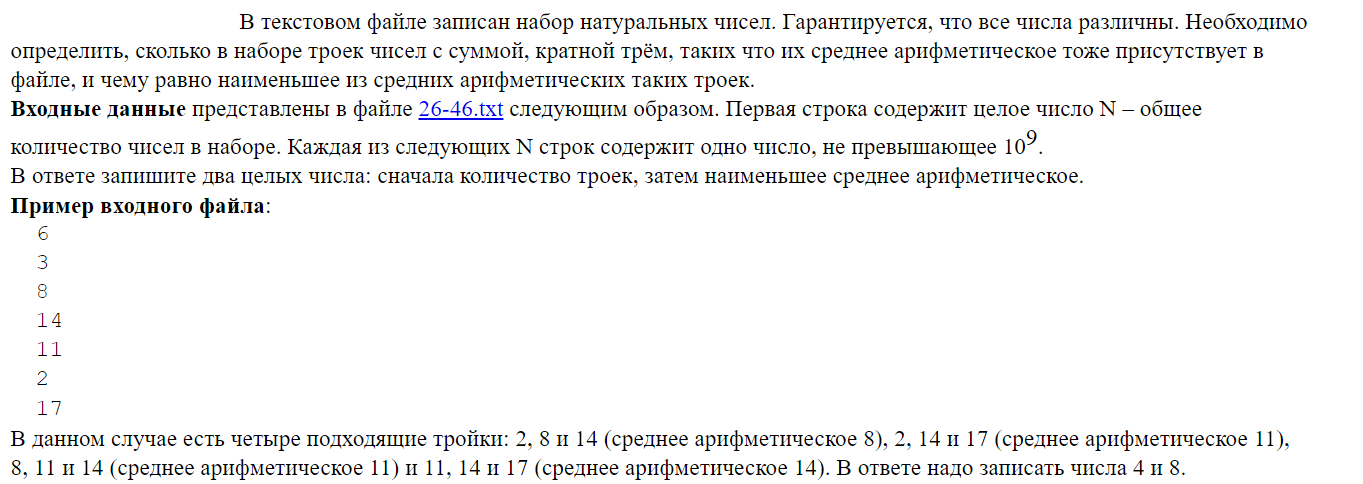 В текстовом файле записан набор натуральных чисел. Гарантируется, что все числа различны. Необходимо
определить, сколько в наборе троек чисел с суммой, кратной трём, таких что их среднее арифметическое тоже присутствует в
файле, и чему равно наименьшее из средних арифметических таких троек.
Входные данные представлены в файле 26-46.txt следующим образом. Первая строка содержит целое число N – общее
количество чисел в наборе. Каждая из следующих N строк содержит одно число, не превышающее 10⁹.
В ответе запишите два целых числа: сначала количество троек, затем наименьшее среднее арифметическое.
Пример входного файла:
6
3
8
14
11
2
17
В данном случае есть четыре подходящие тройки: 2, 8 и 14 (среднее арифметическое 8), 2, 14 и 17 (среднее арифметическое 11),
8, 11 и 14 (среднее арифметическое 11) и 11, 14 и 17 (среднее арифметическое 14). В ответе надо записать числа 4 и 8.